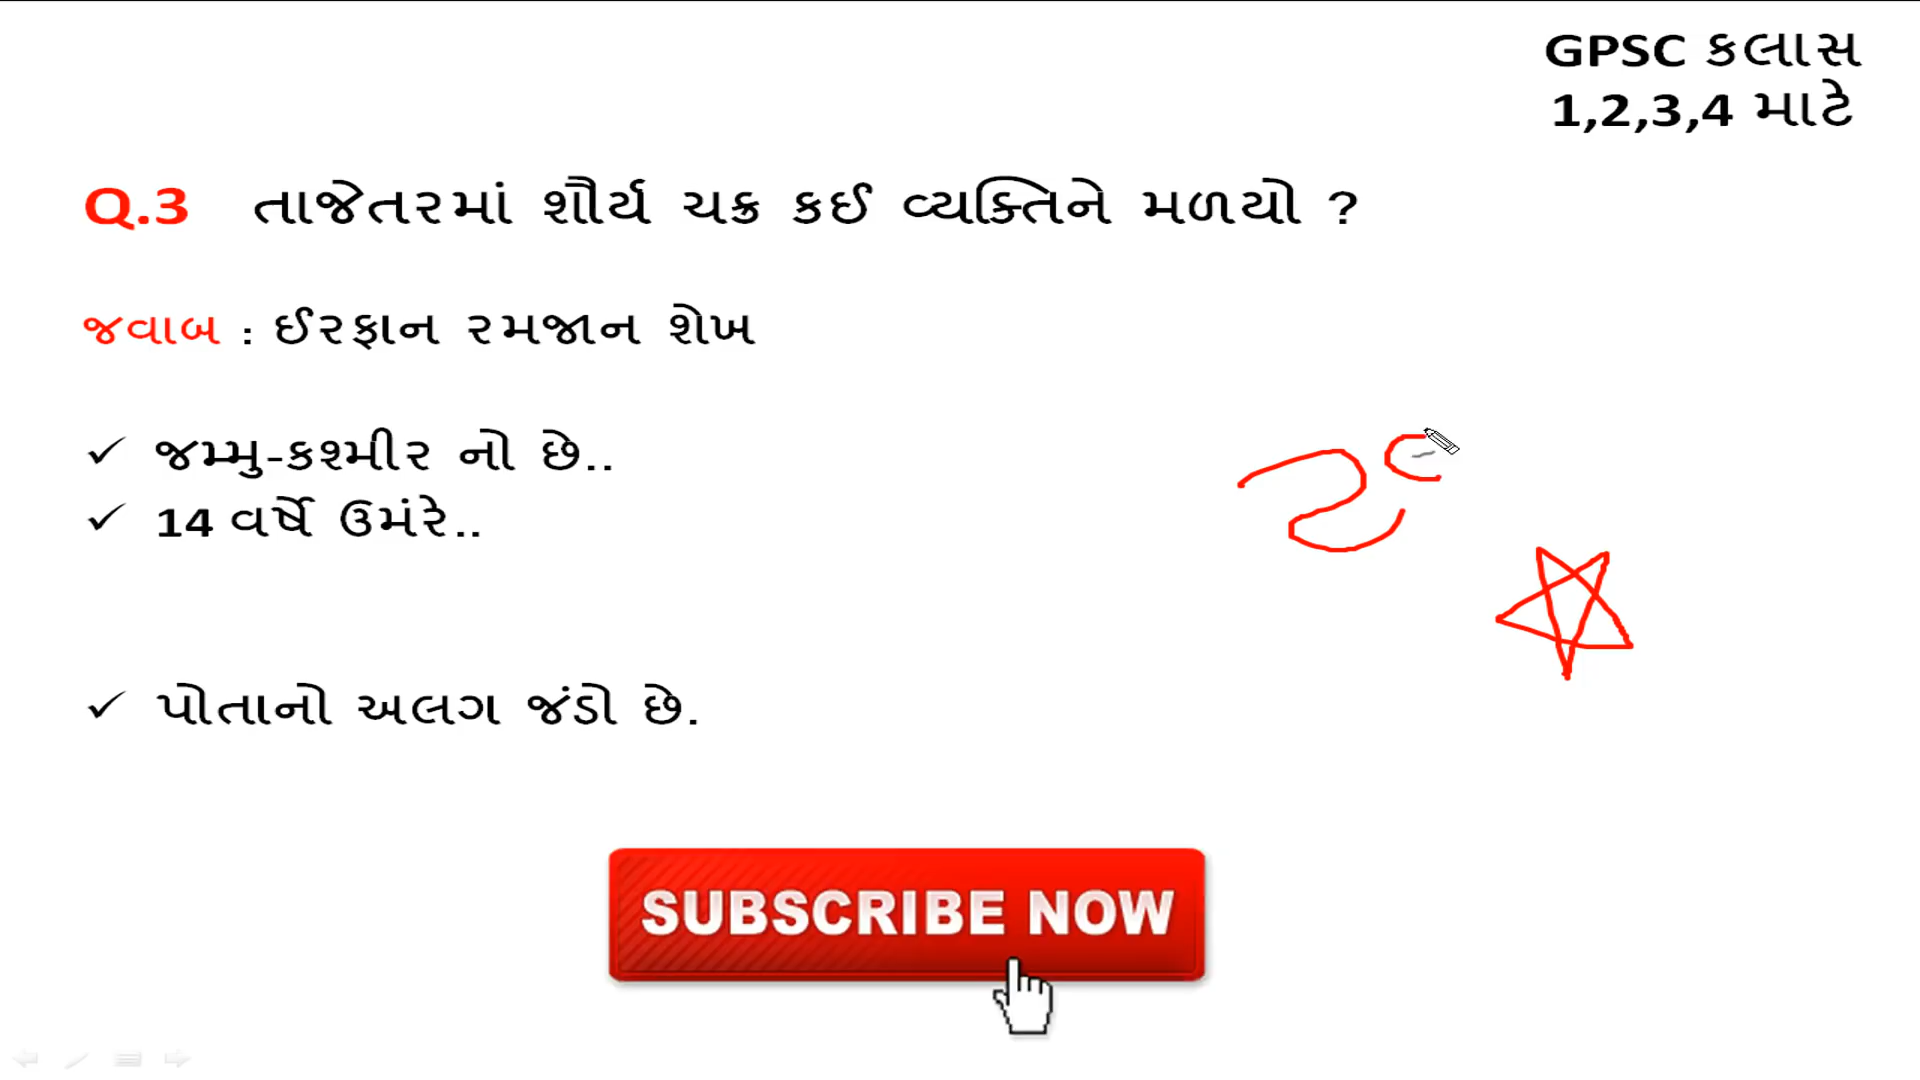 GPSC કલાસ
1,2,3,4 માટે
Q.3 તાજેતરમાં શૌર્ય ચક્ર કઈ વ્યક્તિને મળયો ?
જવાબ : ઈરફાન રમજાન શેખ
✓ જમ્મુ-કશ્મીર નો છે..
✓ 14 વર્ષે ઉમંરે..
✓ પોતાનો અલગ જંડો છે.
SUBSCRIBE NOW